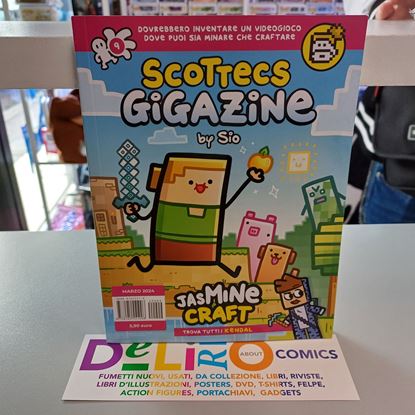 9
DOVREBBERO INVENTARE UN VIDEOGIOCO
DOVE PUOI SIA MINARE CHE CRAFTARE
SCOTTECS
GIGAZINE
by Sio
MARZO 2024
5,90 euro
JASMINE
CRAFT
TROVA TUTTI I KENDAL
DeLiRiO ABOUT COMICS
FUMETTI NUOVI, USATI, DA COLLEZIONE, LIBRI, RIVISTE,
LIBRI D'ILLUSTRAZIONI, POSTERS, DVD, T-SHIRTS, FELPE,
ACTION FIGURES, PORTACHIAVI, GADGETS